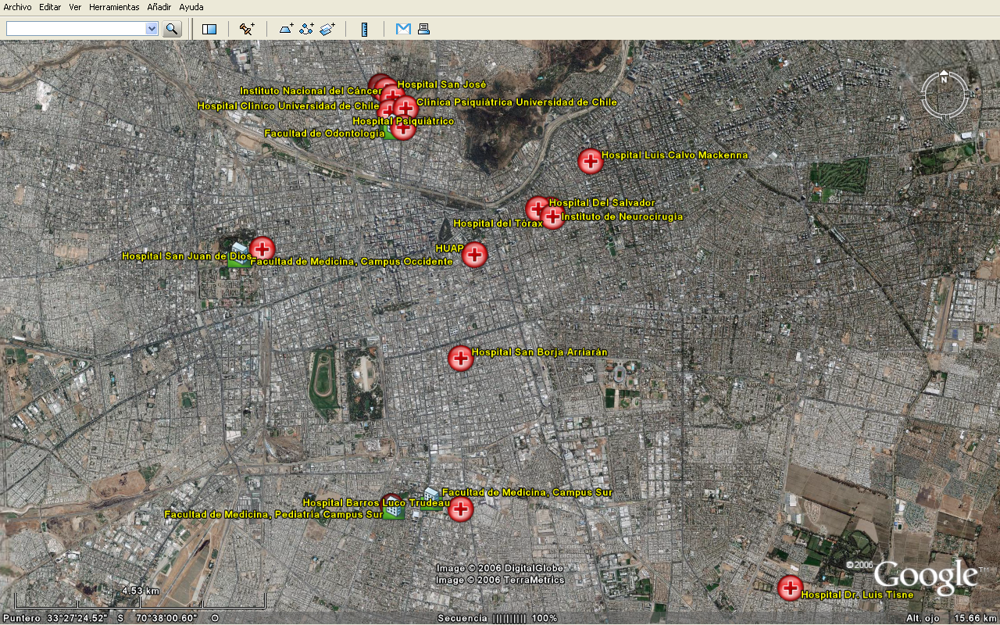 Archivo Editar Ver Herramientas Añadir Ayuda
N
Hospital San José
Instituto Nacional del Cáncer
Clínica Psiquiátrica Universidad de Chile
Hospital Clínico Universidad de Chile
Hospital Psiquiátrico
Facultad de Odontología
Hospital Luis Calvo Mackenna
Hospital Del Salvador
Instituto de Neurocirugia
Hospital del Tórax
HUAP
Hospital San Juan de Dios
Facultad de Medicina, Campus Occidente
Hospital San Borja Arriarán
Facultad de Medicina, Campus Sur
Hospital Barros Luco Trudeau
Facultad de Medicina, Pediatría Campus Sur
Image © 2006 DigitalGlobe
Image © 2006 TerraMetrics
©2006 Google™
4.53 km
Hospital Dr. Luis Tisne
Puntero 33°27'24.52" S 70°38'00.60" O Secuencia |||||||||| 100% Alt. ojo 15.66 km